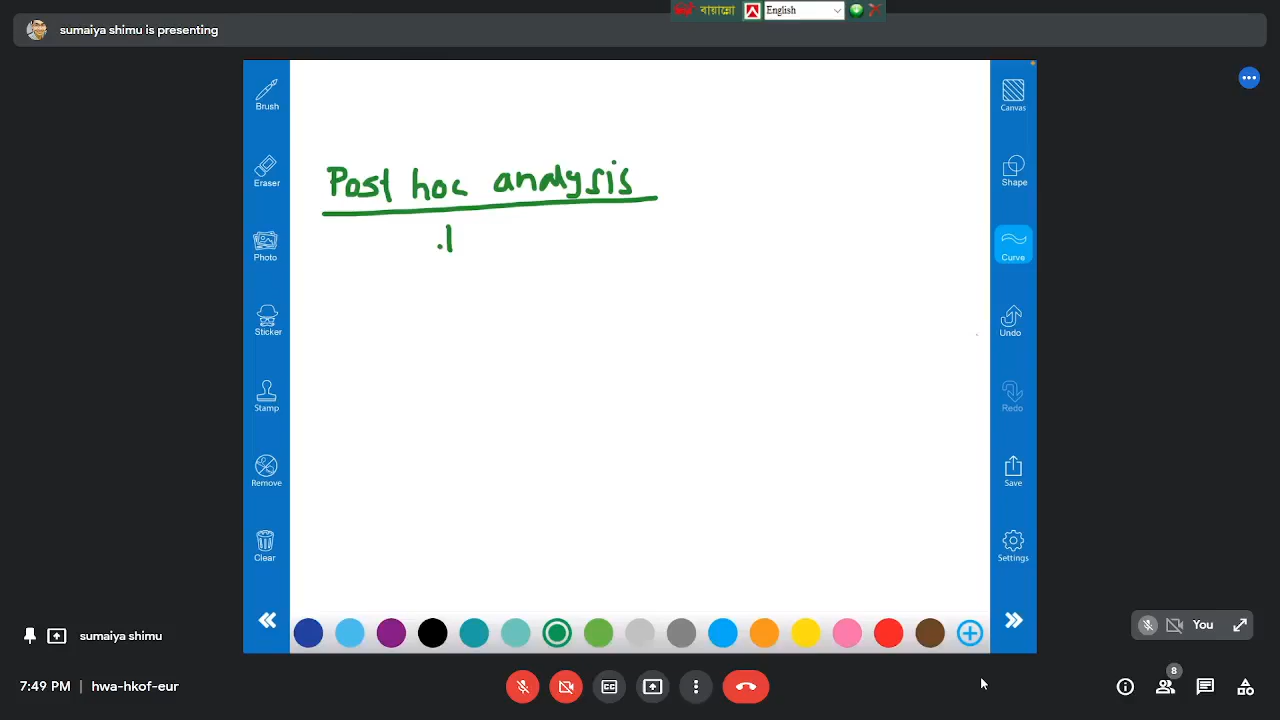 বায়ান্নো English
sumaiya shimu is presenting
Brush
Canvas
Post hoc analysis
Eraser
Shape
Photo
Curve
Sticker
Undo
Stamp
Redo
Remove
Save
Clear
Settings
sumaiya shimu
You
7:49 PM | hwa-hkof-eur
8